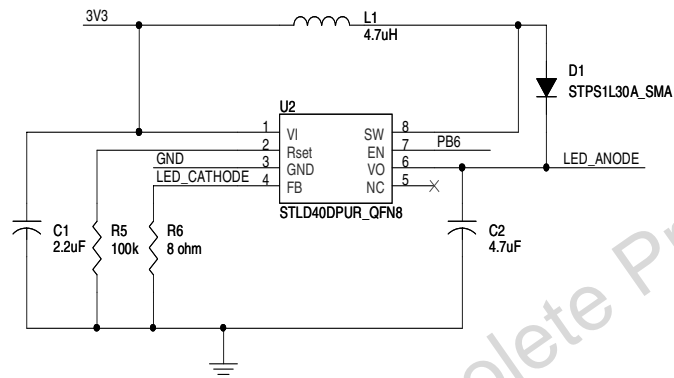 3V3
L1
4.7uH
D1
STPS1L30A_SMA
U2
1 VI SW 8
2 Rset EN 7 PB6
GND 3 GND VO 6 LED_ANODE
LED_CATHODE 4 FB NC 5
STLD40DPUR_QFN8
C1
2.2uF
R5
100k
R6
8 ohm
C2
4.7uF
olete Pr